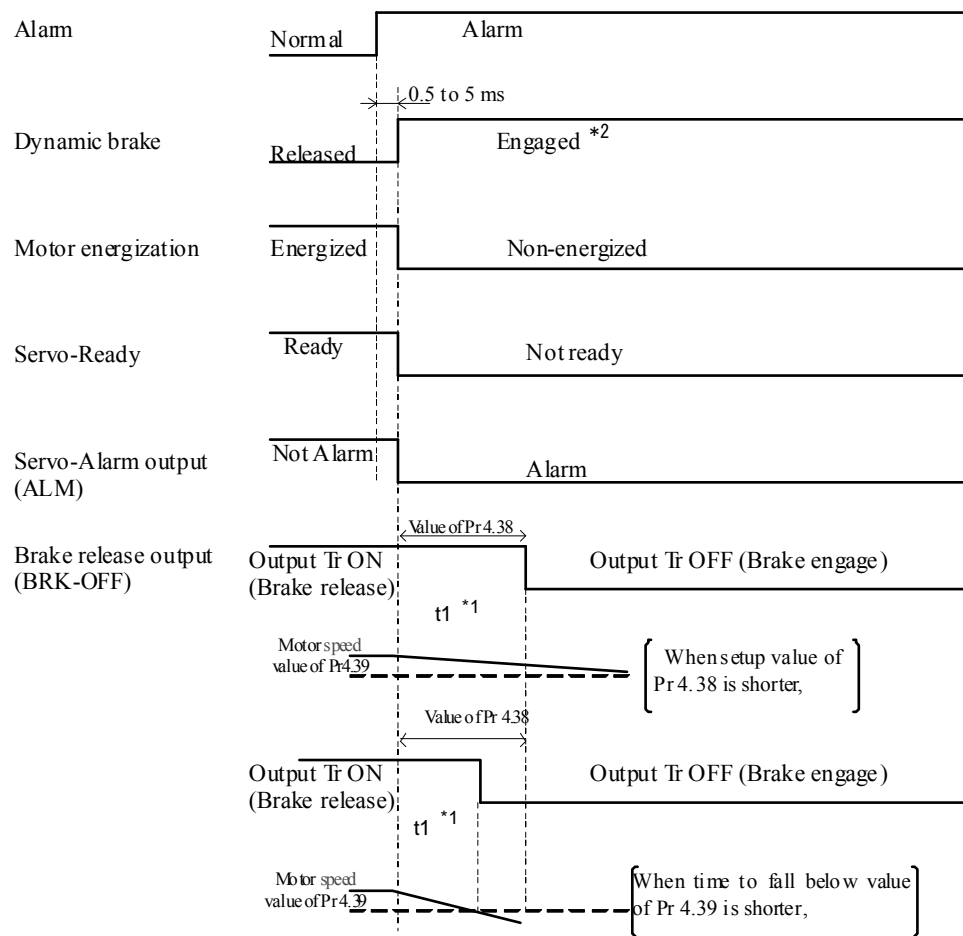 Alarm
Normal
Alarm
0.5 to 5 ms
Dynamic brake
Released
Engaged *2
Motor energization
Energized
Non-energized
Servo-Ready
Ready
Not ready
Servo-Alarm output
(ALM)
Not Alarm
Alarm
Value of Pr 4.38
Brake release output
(BRK-OFF)
Output Tr ON
(Brake release)
Output Tr OFF (Brake engage)
t1 *1
Motor speed
value of Pr4.39
When setup value of
Pr 4.38 is shorter,
Value of Pr 4.38
Output Tr ON
(Brake release)
Output Tr OFF (Brake engage)
t1 *1
Motor speed
value of Pr 4.39
When time to fall below value
of Pr 4.39 is shorter,